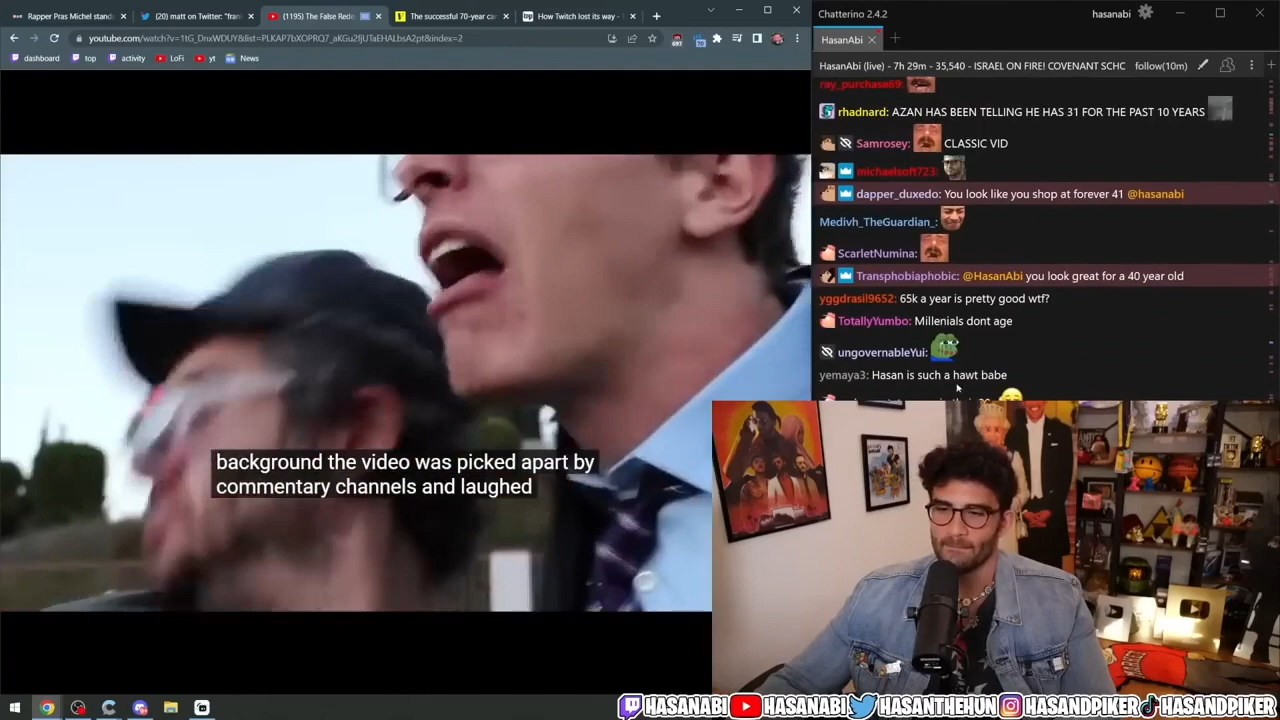 Rapper Pras Michel stands
(20) matt on Twitter: "fran
(1195) The False Rede
The successful 70-year ca
How Twitch lost its way -
youtube.com/watch?v=1tG_DnxWDUY&list=PLKAP7bXOPRQ7_aKGu2fjUTaEHALbsA2pt&index=2
dashboard
top
activity
LoFi
yt
News
background the video was picked apart by
commentary channels and laughed
Chatterino 2.4.2
hasanabi
HasanAbi
HasanAbi (live) - 7h 29m - 35,540 - ISRAEL ON FIRE! COVENANT SCHC
follow(10m)
ray_purchase69:
rhadnard: AZAN HAS BEEN TELLING HE HAS 31 FOR THE PAST 10 YEARS
Samrosey: CLASSIC VID
michaelsoft723:
dapper_duxedo: You look like you shop at forever 41 @hasanabi
Medivh_TheGuardian_:
ScarletNumina:
Transphobiaphobic: @HasanAbi you look great for a 40 year old
yggdrasil9652: 65k a year is pretty good wtf?
TotallyYumbo: Millenials dont age
ungovernableYui:
yemaya3: Hasan is such a hawt babe
HASANABI
HASANABI
HASANTHEHUN
HASANDPIKER
HASANDPIKER